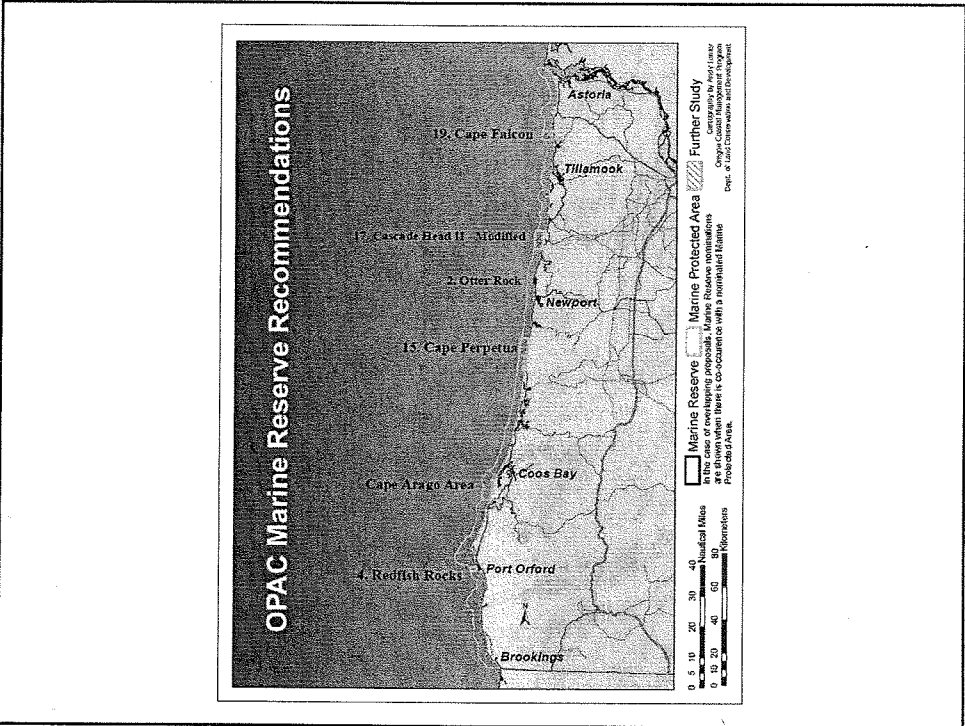 OPAC Marine Reserve Recommendations
Astoria
19. Cape Falcon
Tillamook
17. Cascade Head II - Modified
2. Otter Rock
Newport
15. Cape Perpetua
Coos Bay
Cape Arago Area
Port Orford
4. Redfish Rocks
Brookings
N
0 5 10 20 30 40
Nautical Miles
0 10 20 40 60 80
Kilometers
Marine Reserve
Marine Protected Area
Further Study
In the case of overlapping proposals, Marine Reserve nominations
are shown when there is co-occurence with a nominated Marine
Protected Area.
Cartography by Andy Lanier
Oregon Coastal Management Program
Dept. of Land Conservation and Development